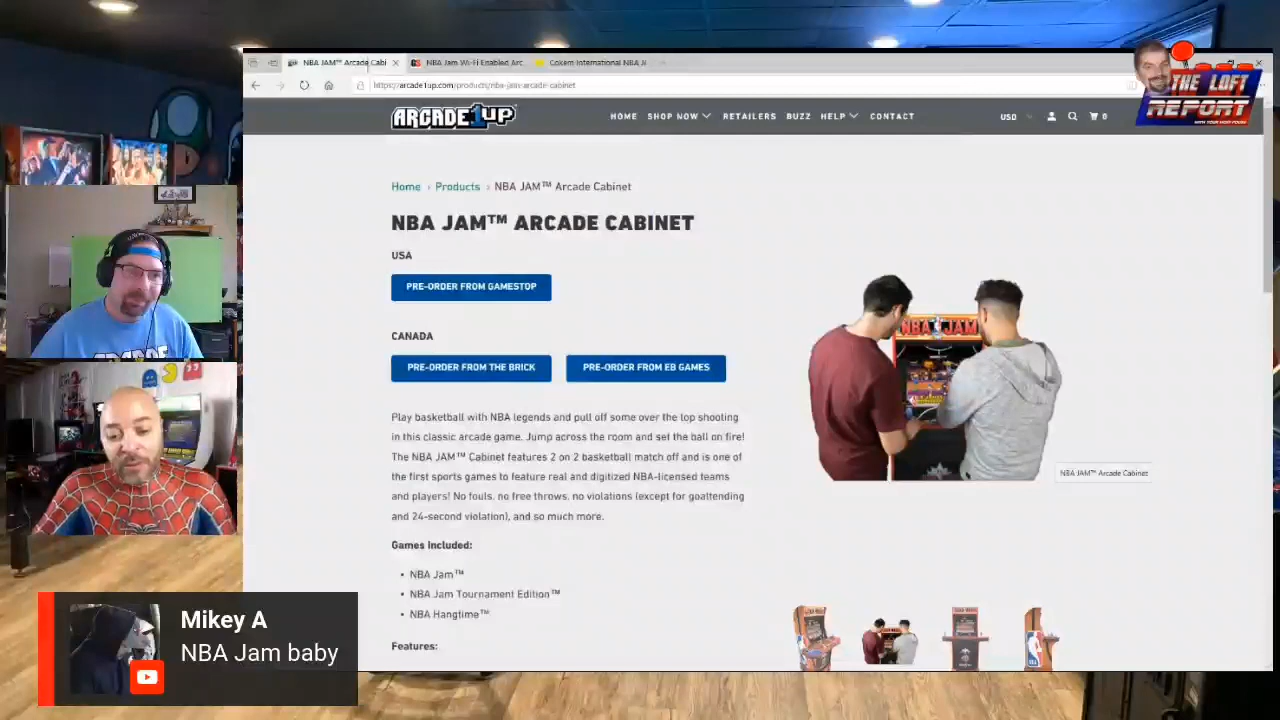 NBA JAM™ Arcade Cabi
NBA Jam Wi-Fi Enabled Arc
Cokem International NBA J
https://arcade1up.com/products/nba-jam-arcade-cabinet
THE LOFT
REPORT
ARCADE1UP
HOME
SHOP NOW
RETAILERS
BUZZ
HELP
CONTACT
USD
0
Home › Products › NBA JAM™ Arcade Cabinet
NBA JAM™ ARCADE CABINET
USA
PRE-ORDER FROM GAMESTOP
CANADA
PRE-ORDER FROM THE BRICK
PRE-ORDER FROM EB GAMES
Play basketball with NBA legends and pull off some over the top shooting
in this classic arcade game. Jump across the room and set the ball on fire!
The NBA JAM™ Cabinet features 2 on 2 basketball match off and is one of
the first sports games to feature real and digitized NBA-licensed teams
and players! No fouls, no free throws, no violations (except for goaltending
and 24-second violation), and so much more.
Games Included:
• NBA Jam™
• NBA Jam Tournament Edition™
• NBA Hangtime™
Features:
NBA JAM
NBA JAM™ Arcade Cabinet
Mikey A
NBA Jam baby